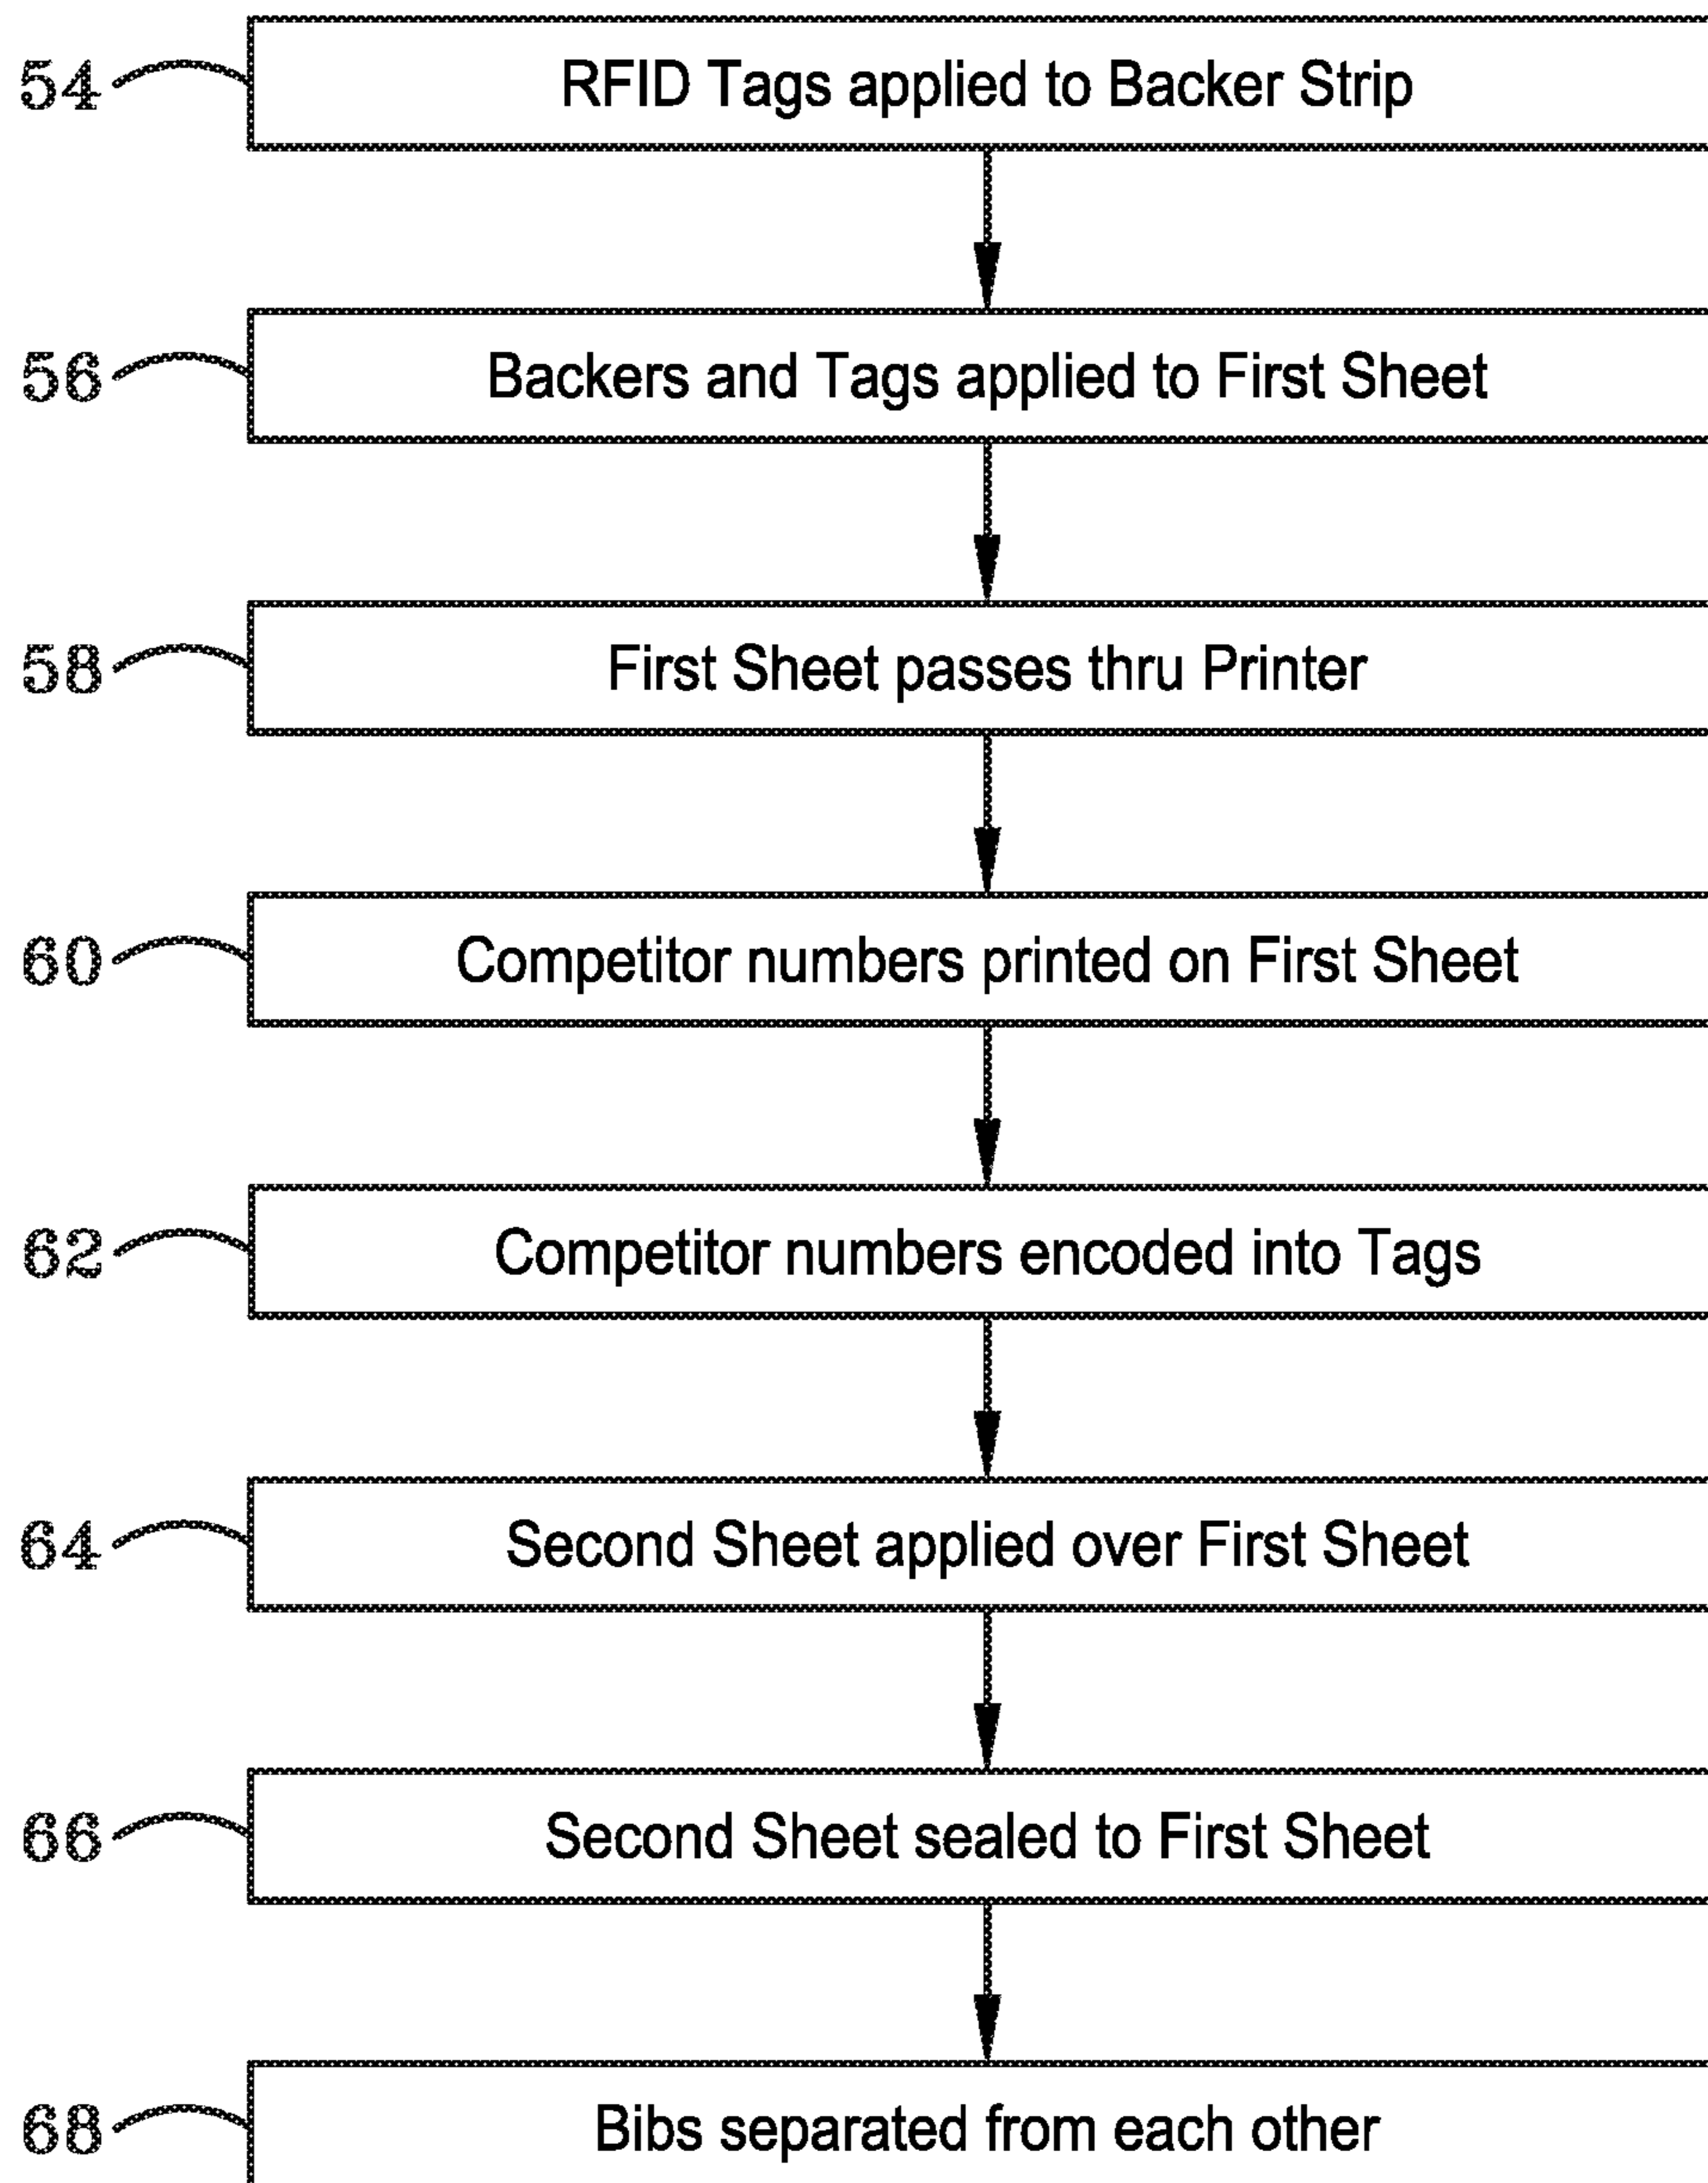 54 RFID Tags applied to Backer Strip
56 Backers and Tags applied to First Sheet
58 First Sheet passes thru Printer
60 Competitor numbers printed on First Sheet
62 Competitor numbers encoded into Tags
64 Second Sheet applied over First Sheet
66 Second Sheet sealed to First Sheet
68 Bibs separated from each other